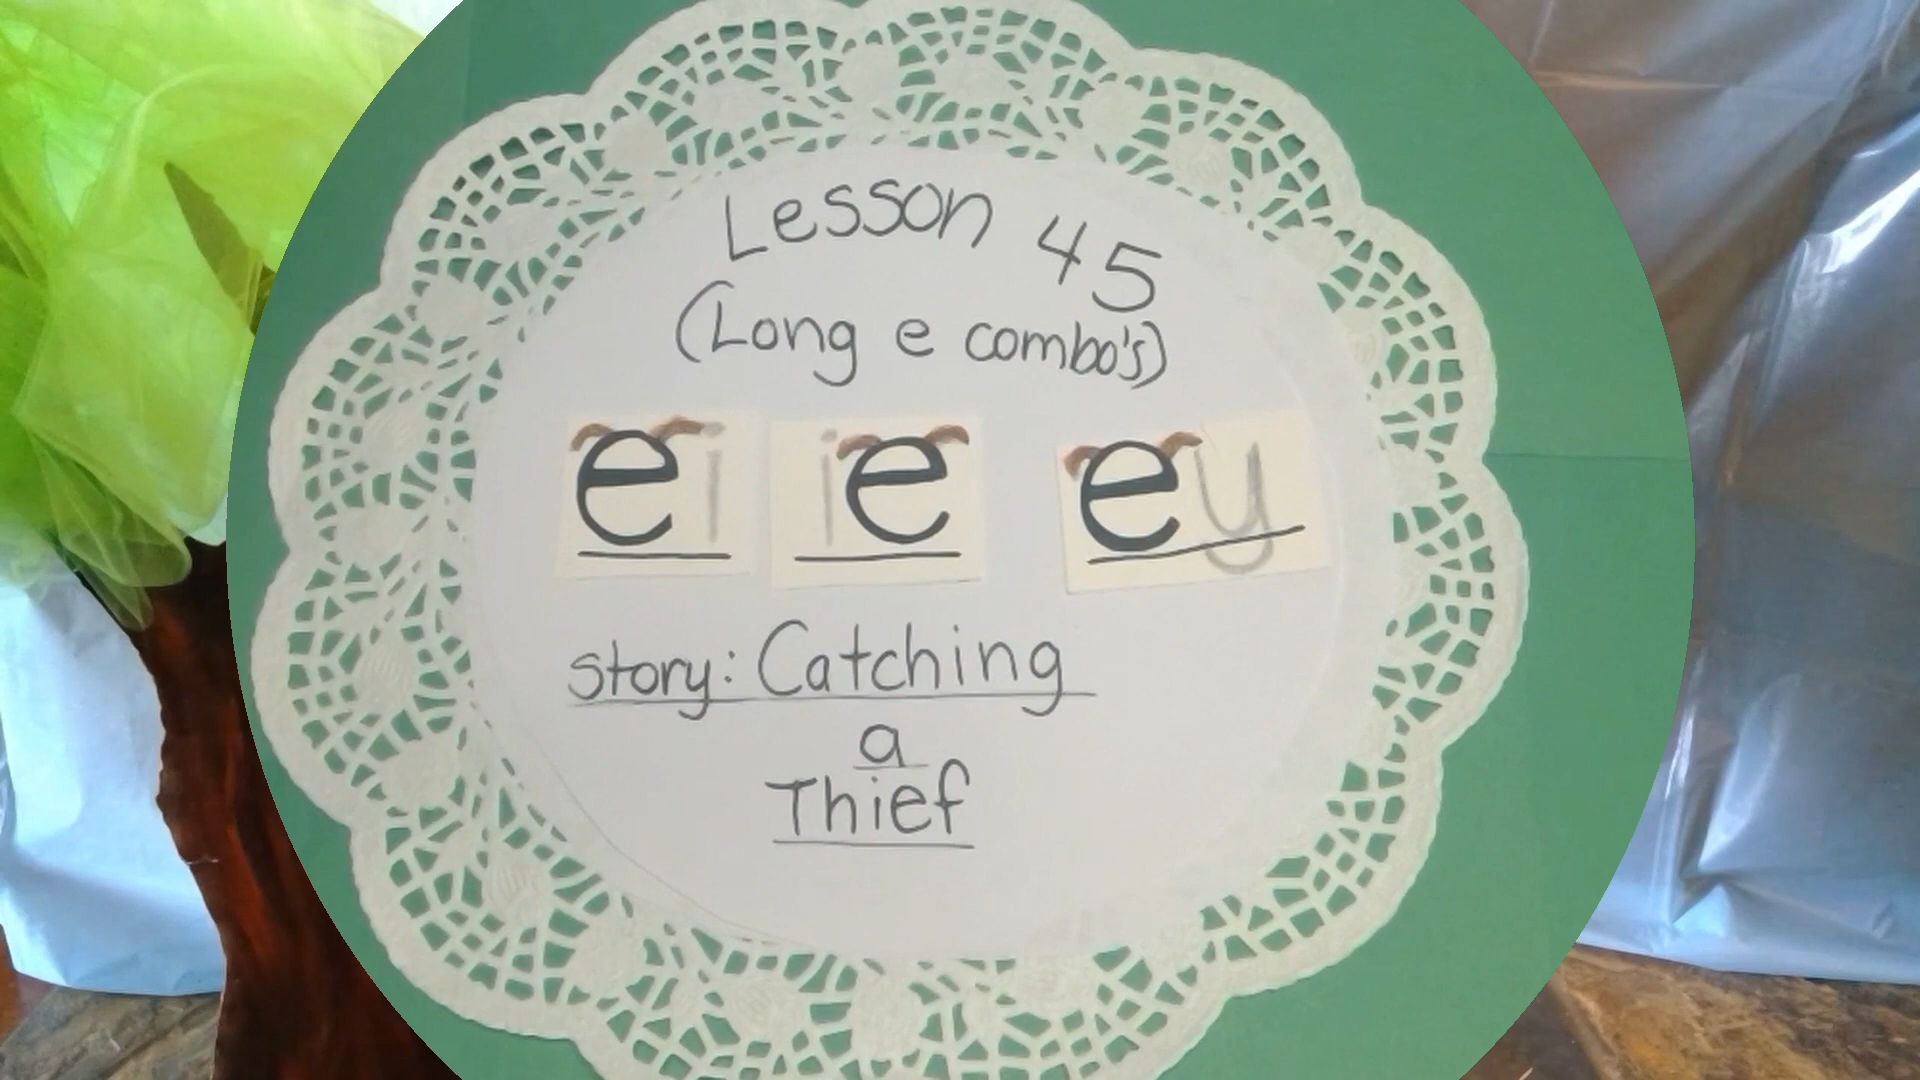 Lesson 45
(Long e combo's)
ei ie ey
Story: Catching
a
Thief